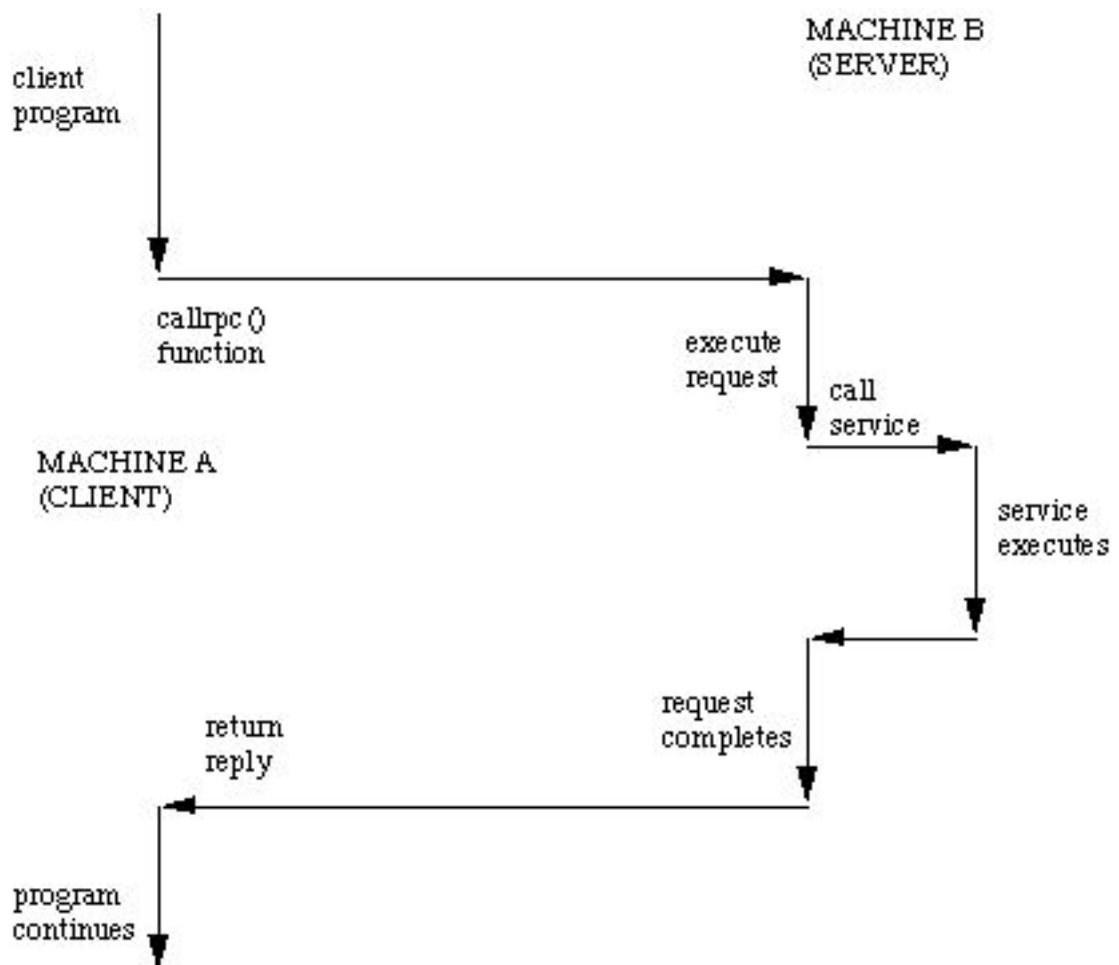 MACHINE B
(SERVER)
client
program
callrpc()
function
execute
request
call
service
MACHINE A
(CLIENT)
service
executes
request
completes
return
reply
program
continues